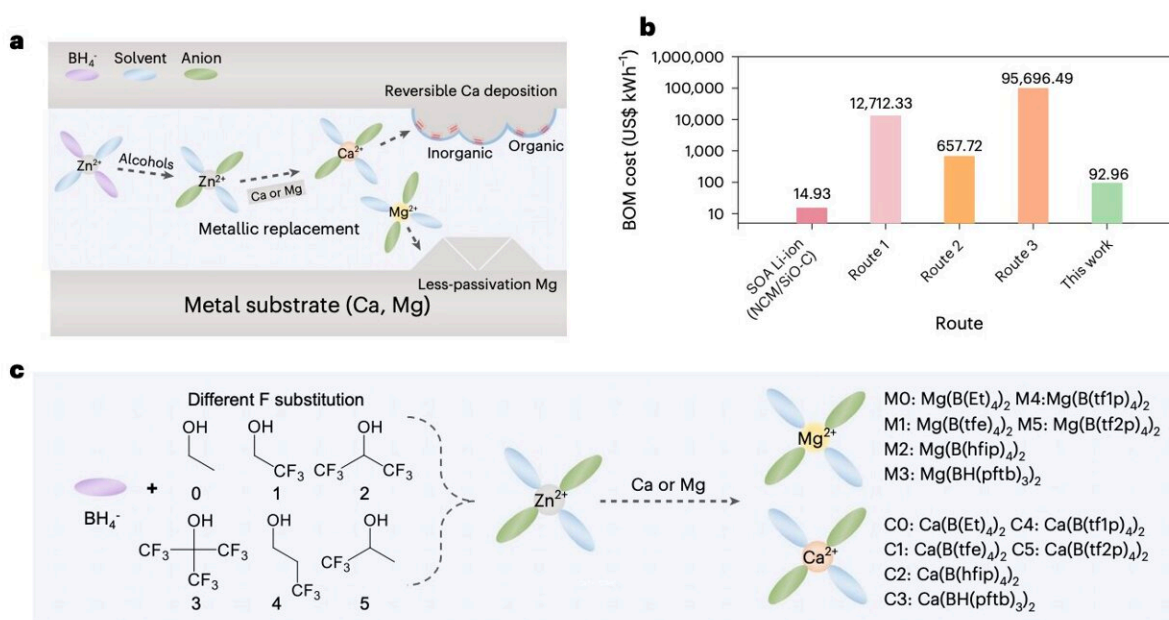 a
BH₄⁻ Solvent Anion
Reversible Ca deposition
Zn²⁺
Alcohols
Zn²⁺
Ca or Mg
Ca²⁺
Inorganic
Organic
Mg²⁺
Metallic replacement
Less-passivation Mg
Metal substrate (Ca, Mg)
b
BOM cost (US$ kWh⁻¹)
1,000,000
100,000
10,000
1,000
100
10
14.93
12,712.33
657.72
95,696.49
92.96
SOA Li-ion
(NCM/SiO-C)
Route 1
Route 2
Route 3
This work
Route
c
Different F substitution
BH₄⁻
+
OH
0
OH
CF₃
1
OH
CF₃ CF₃
2
OH
CF₃ CF₃
CF₃
3
OH
CF₃
4
OH
CF₃
5
Zn²⁺
Ca or Mg
Mg²⁺
M0: Mg(B(Et)₄)₂ M4:Mg(B(tf1p)₄)₂
M1: Mg(B(tfe)₄)₂ M5: Mg(B(tf2p)₄)₂
M2: Mg(B(hfip)₄)₂
M3: Mg(BH(pftb)₃)₂
Ca²⁺
C0: Ca(B(Et)₄)₂ C4: Ca(B(tf1p)₄)₂
C1: Ca(B(tfe)₄)₂ C5: Ca(B(tf2p)₄)₂
C2: Ca(B(hfip)₄)₂
C3: Ca(BH(pftb)₃)₂